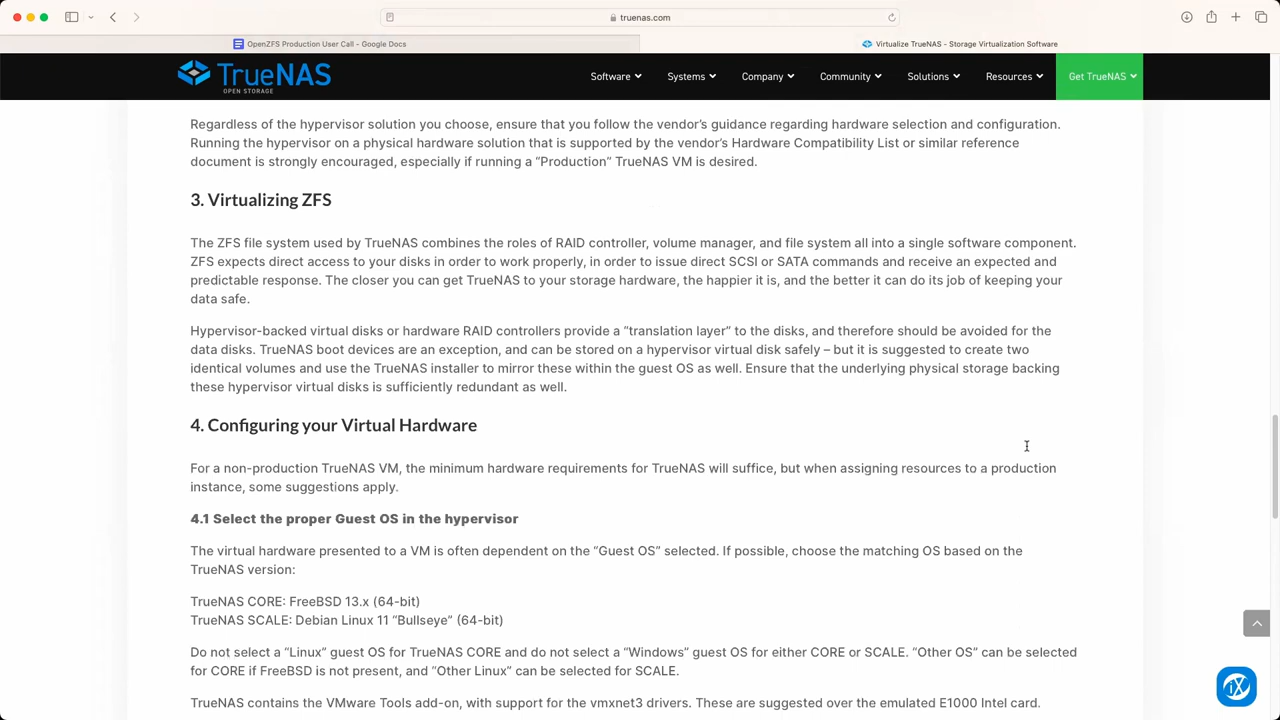 truenas.com
OpenZFS Production User Call - Google Docs
Virtualize TrueNAS - Storage Virtualization Software
TrueNAS
OPEN STORAGE
Software
Systems
Company
Community
Solutions
Resources
Get TrueNAS
Regardless of the hypervisor solution you choose, ensure that you follow the vendor’s guidance regarding hardware selection and configuration.
Running the hypervisor on a physical hardware solution that is supported by the vendor’s Hardware Compatibility List or similar reference
document is strongly encouraged, especially if running a “Production” TrueNAS VM is desired.
3. Virtualizing ZFS
The ZFS file system used by TrueNAS combines the roles of RAID controller, volume manager, and file system all into a single software component.
ZFS expects direct access to your disks in order to work properly, in order to issue direct SCSI or SATA commands and receive an expected and
predictable response. The closer you can get TrueNAS to your storage hardware, the happier it is, and the better it can do its job of keeping your
data safe.
Hypervisor-backed virtual disks or hardware RAID controllers provide a “translation layer” to the disks, and therefore should be avoided for the
data disks. TrueNAS boot devices are an exception, and can be stored on a hypervisor virtual disk safely – but it is suggested to create two
identical volumes and use the TrueNAS installer to mirror these within the guest OS as well. Ensure that the underlying physical storage backing
these hypervisor virtual disks is sufficiently redundant as well.
4. Configuring your Virtual Hardware
For a non-production TrueNAS VM, the minimum hardware requirements for TrueNAS will suffice, but when assigning resources to a production
instance, some suggestions apply.
4.1 Select the proper Guest OS in the hypervisor
The virtual hardware presented to a VM is often dependent on the “Guest OS” selected. If possible, choose the matching OS based on the
TrueNAS version:
TrueNAS CORE: FreeBSD 13.x (64-bit)
TrueNAS SCALE: Debian Linux 11 “Bullseye” (64-bit)
Do not select a “Linux” guest OS for TrueNAS CORE and do not select a “Windows” guest OS for either CORE or SCALE. “Other OS” can be selected
for CORE if FreeBSD is not present, and “Other Linux” can be selected for SCALE.
TrueNAS contains the VMware Tools add-on, with support for the vmxnet3 drivers. These are suggested over the emulated E1000 Intel card.